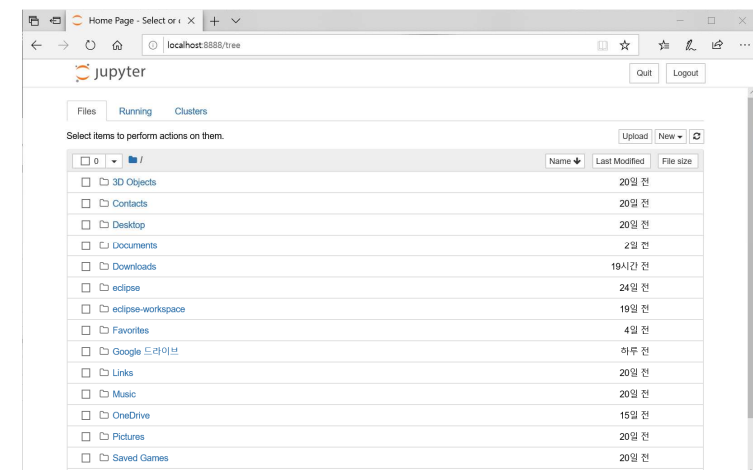 Home Page - Select or c
localhost:8888/tree
jupyter
Quit Logout
Files Running Clusters
Select items to perform actions on them.
Upload New
0 / Name Last Modified File size
3D Objects 20일 전
Contacts 20일 전
Desktop 20일 전
Documents 2일 전
Downloads 19시간 전
eclipse 24일 전
eclipse-workspace 19일 전
Favorites 4일 전
Google 드라이브 하루 전
Links 20일 전
Music 20일 전
OneDrive 15일 전
Pictures 20일 전
Saved Games 20일 전